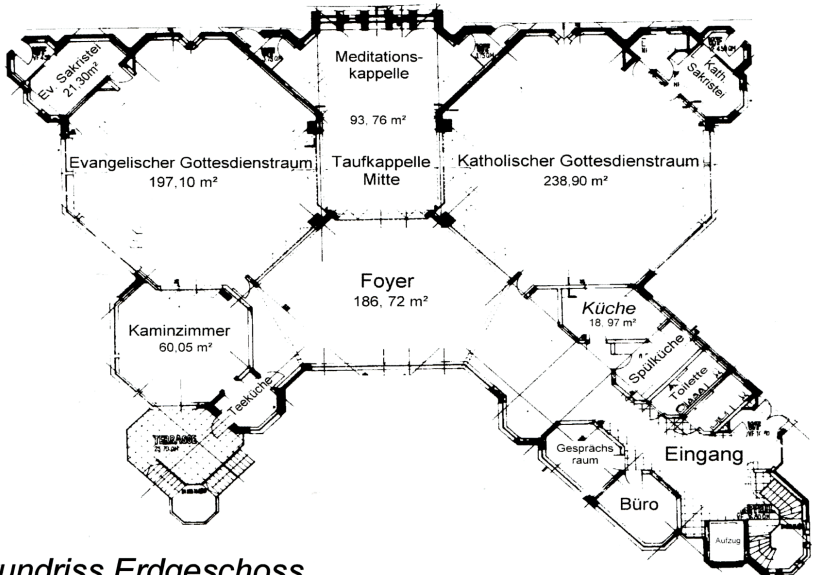 Meditations-
kappelle
93, 76 m²
Taufkappelle
Mitte
Ev. Sakristei
21,30m²
Kath.
Sakristei
Evangelischer Gottesdienstraum
197,10 m²
Katholischer Gottesdienstraum
238,90 m²
Foyer
186, 72 m²
Kaminzimmer
60,05 m²
Teeküche
TERRASSE
Küche
18, 97 m²
Spülküche
Toilette
Gesprächs
raum
Eingang
Büro
Aufzug
undriss Erdgeschoss